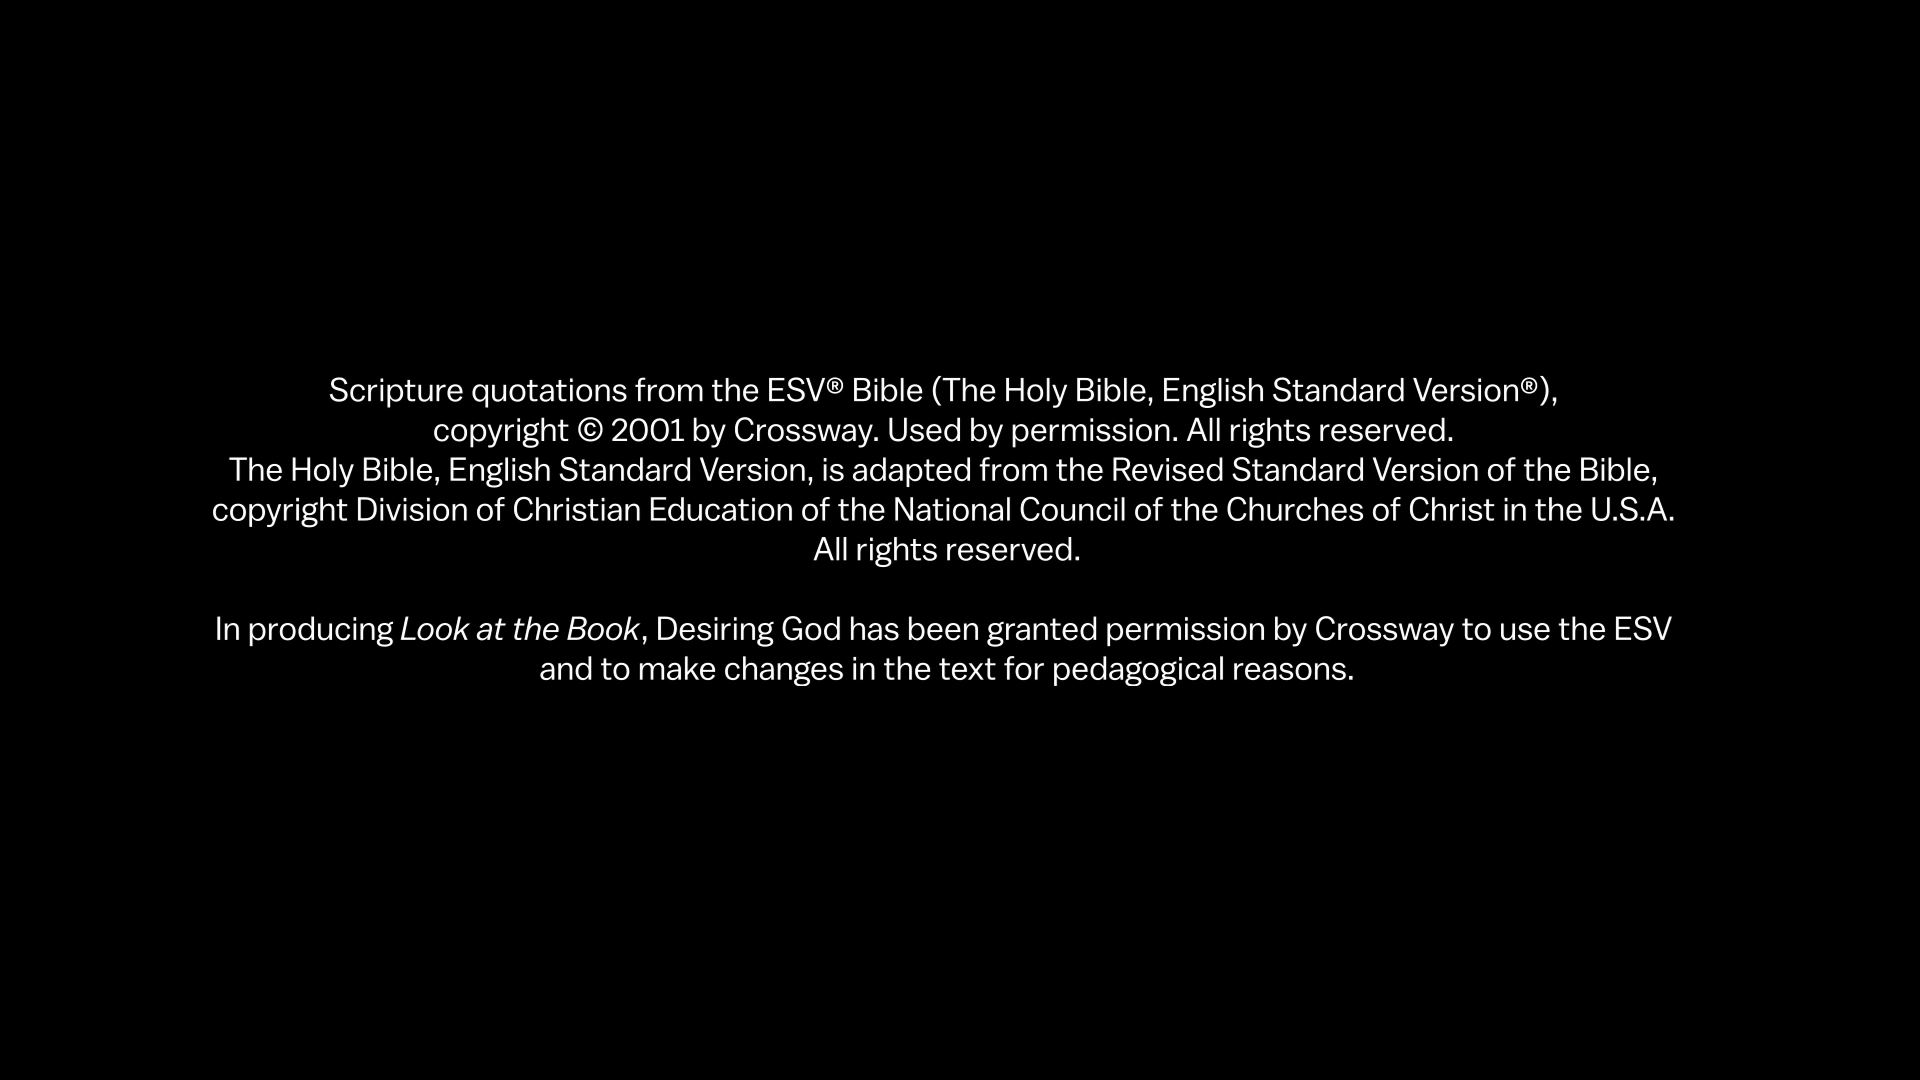 Scripture quotations from the ESV® Bible (The Holy Bible, English Standard Version®),
copyright © 2001 by Crossway. Used by permission. All rights reserved.
The Holy Bible, English Standard Version, is adapted from the Revised Standard Version of the Bible,
copyright Division of Christian Education of the National Council of the Churches of Christ in the U.S.A.
All rights reserved.
In producing Look at the Book, Desiring God has been granted permission by Crossway to use the ESV
and to make changes in the text for pedagogical reasons.